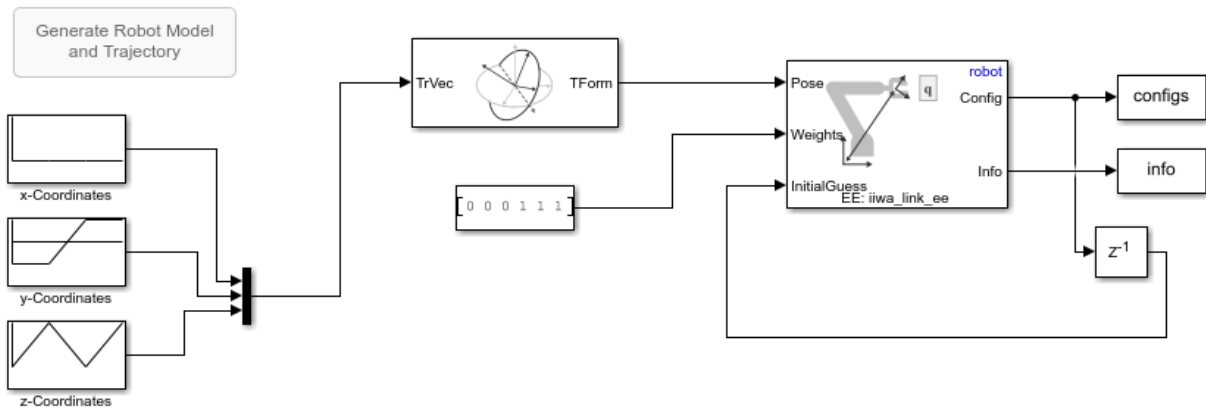 Generate Robot Model
and Trajectory
x-Coordinates
y-Coordinates
z-Coordinates
TrVec
TForm
[0 0 0 1 1 1]
robot
Pose
q
Config
Weights
Info
InitialGuess
EE: iiwa_link_ee
configs
info
z-1